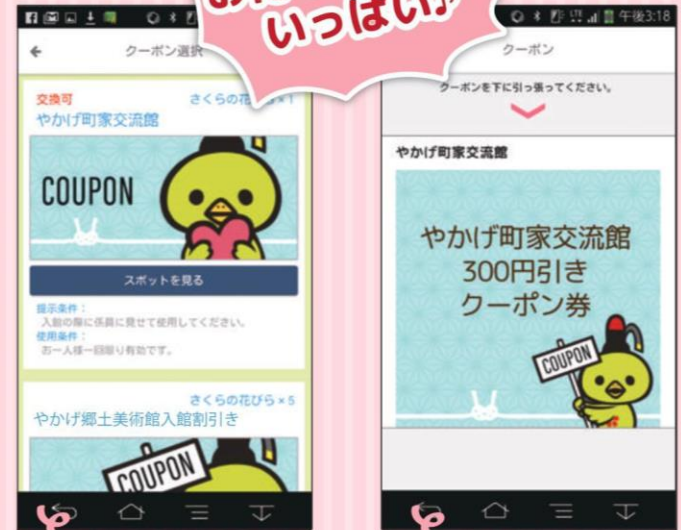 いっぱい♪
クーポン選択
交換可
さくらの花びら×1
やかげ町家交流館
COUPON
スポットを見る
提示条件：
入館の際に係員に見せて使用してください。
使用条件：
お一人様一回限り有効です。
さくらの花びら×5
やかげ郷土美術館入館割引き
COUPON
午後3:18
クーポン
クーポンを下に引っ張ってください。
やかげ町家交流館
やかげ町家交流館
300円引き
クーポン券
COUPON